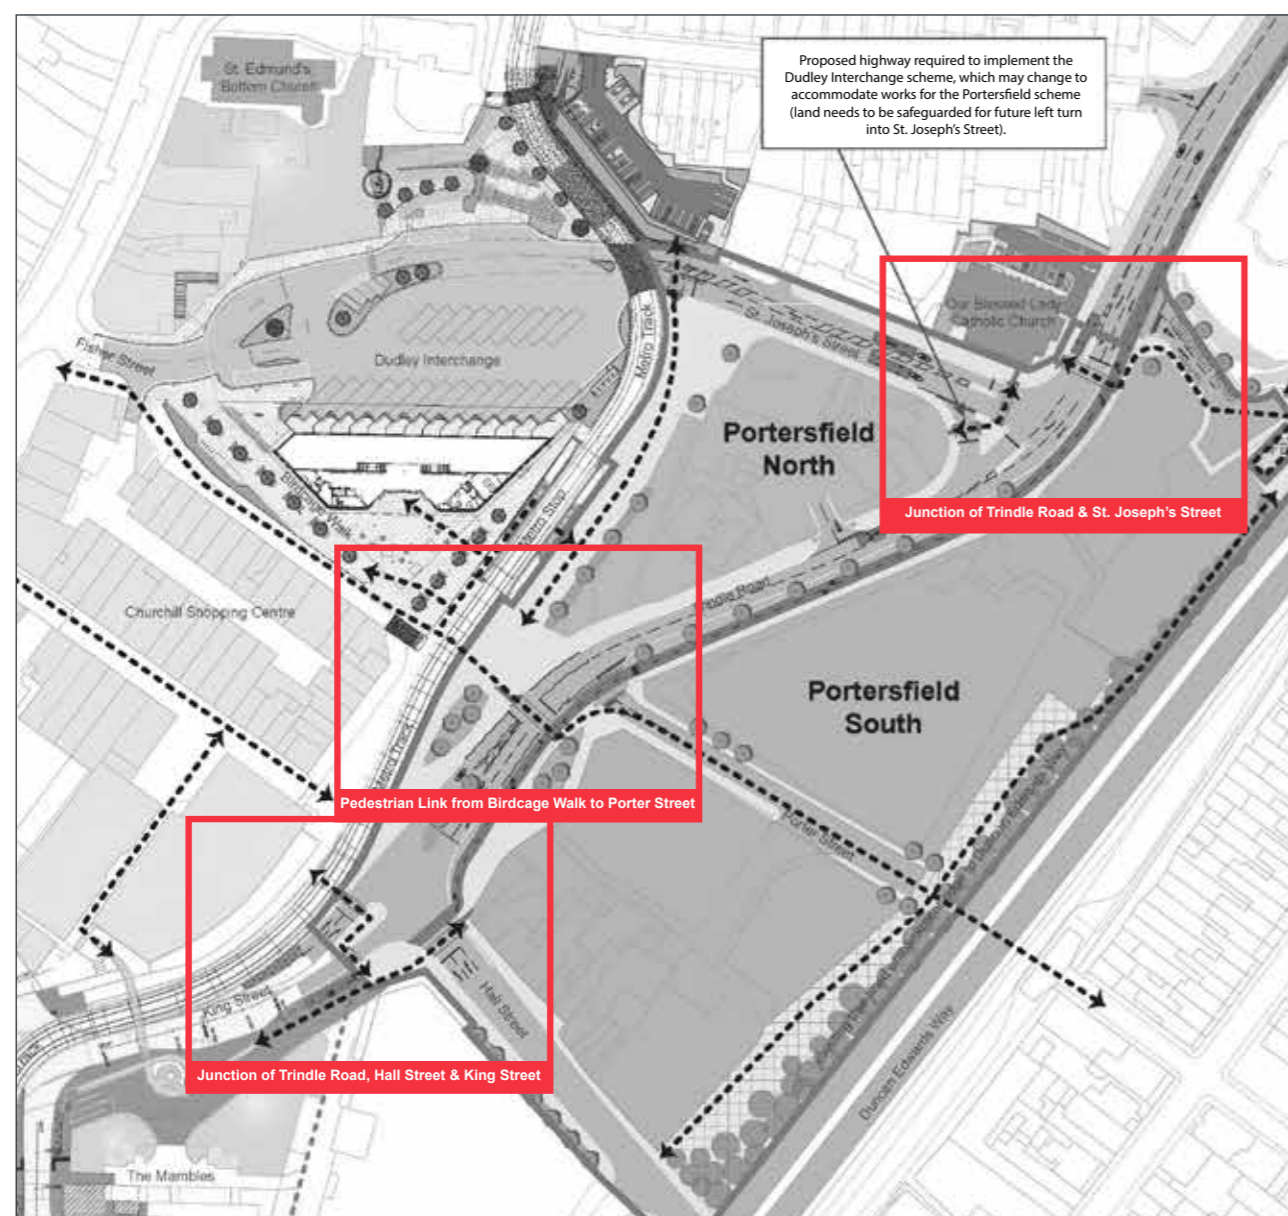 St. Edmund's
Bottom Church
Proposed highway required to implement the
Dudley Interchange scheme, which may change to
accommodate works for the Portersfield scheme
(land needs to be safeguarded for future left turn
into St. Joseph's Street).
Our Blessed Lady
Catholic Church
St. Joseph's Street
Metro Track
Fisher Street
Dudley Interchange
Portersfield
North
Birdcage Walk
Metro Stop
Junction of Trindle Road & St. Joseph's Street
Trindle Road
Churchill Shopping Centre
Portersfield
South
Metro Track
Pedestrian Link from Birdcage Walk to Porter Street
Porter Street
Hall Street
King Street
Duncan Edwards Way
Junction of Trindle Road, Hall Street & King Street
The Mambles